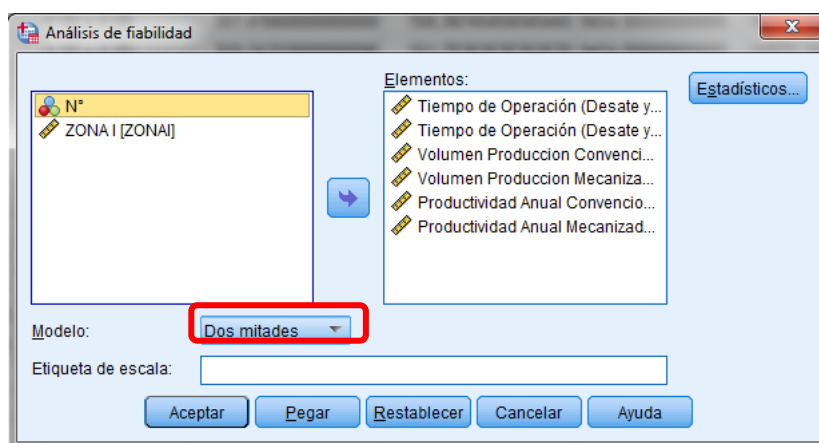 Análisis de fiabilidad
N°
ZONA I [ZONAI]
Elementos:
Tiempo de Operación (Desate y...
Tiempo de Operación (Desate y...
Volumen Produccion Convenci...
Volumen Produccion Mecaniza...
Productividad Anual Convencio...
Productividad Anual Mecanizad...
Estadísticos...
Modelo:
Dos mitades
Etiqueta de escala:
Aceptar
Pegar
Restablecer
Cancelar
Ayuda